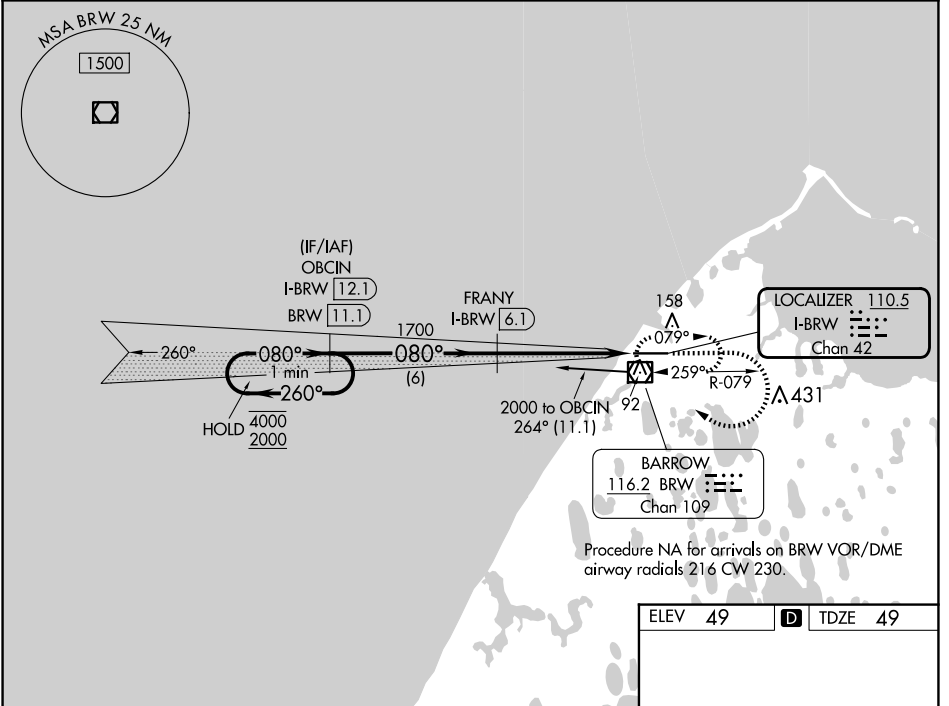 MSA BRW 25 NM
1500
(IF/IAF)
OBCIN
I-BRW 12.1
BRW 11.1
FRANY
I-BRW 6.1
158
LOCALIZER 110.5
I-BRW
Chan 42
1700
079°
260°
080°
080°
1 min
(6)
260°
259°
R-079
HOLD
4000
2000
2000 to OBCIN
264° (11.1)
92
431
BARROW
116.2 BRW
Chan 109
Procedure NA for arrivals on BRW VOR/DME
airway radials 216 CW 230.
ELEV 49 D TDZE 49